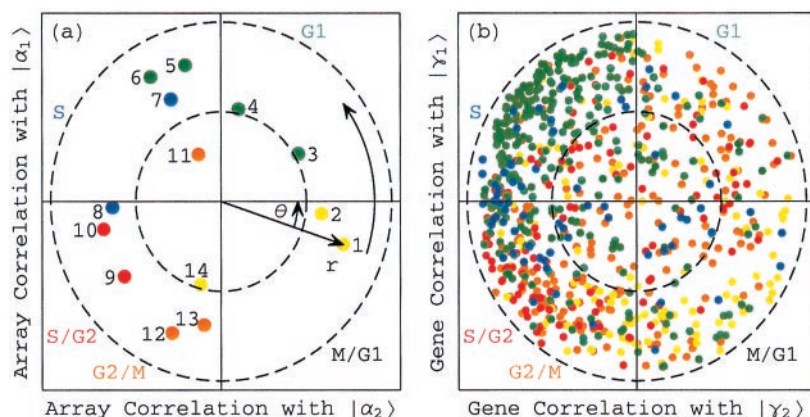 (a)
G1
5
6
S
7
4
3
11
8
2
θ
10
1
r
9
14
13
12
S/G2
M/G1
G2/M
Array Correlation with |α₁⟩
Array Correlation with |α₂⟩
(b)
G1
S
S/G2
M/G1
G2/M
Gene Correlation with |γ₁⟩
Gene Correlation with |γ₂⟩